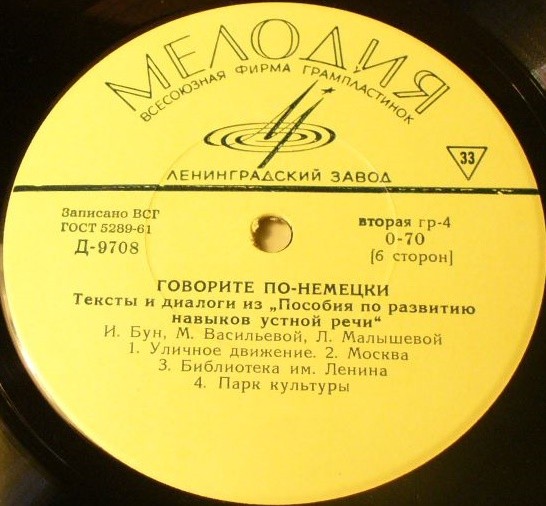 МЕЛОДИЯ
ВСЕСОЮЗНАЯ ФИРМА ГРАМПЛАСТИНОК
ЛЕНИНГРАДСКИЙ ЗАВОД
33
Записано ВСГ
ГОСТ 5289-61
Д-9708
вторая гр-4
0-70
[6 сторон]
ГОВОРИТЕ ПО-НЕМЕЦКИ
Тексты и диалоги из „Пособия по развитию
навыков устной речи“
И. Бун, М. Васильевой, Л. Малышевой
1. Уличное движение. 2. Москва
3. Библиотека им. Ленина
4. Парк культуры